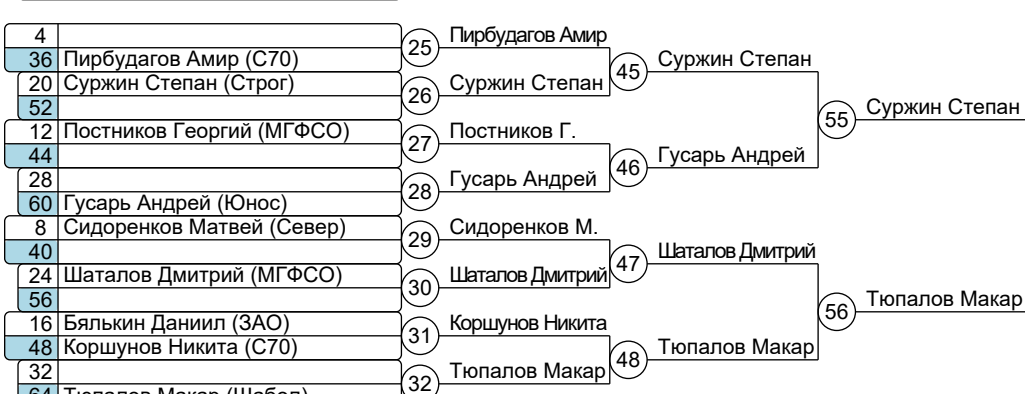 4
36 Пирбудагов Амир (С70)
20 Суржин Степан (Строг)
52
12 Постников Георгий (МГФСО)
44
28
60 Гусарь Андрей (Юнос)
8 Сидоренков Матвей (Север)
40
24 Шаталов Дмитрий (МГФСО)
56
16 Бялькин Даниил (ЗАО)
48 Коршунов Никита (С70)
32
64 Тюпалов Макар (Шабол)
25 Пирбудагов Амир
26 Суржин Степан
27 Постников Г.
28 Гусарь Андрей
29 Сидоренков М.
30 Шаталов Дмитрий
31 Коршунов Никита
32 Тюпалов Макар
45 Суржин Степан
46 Гусарь Андрей
47 Шаталов Дмитрий
48 Тюпалов Макар
55 Суржин Степан
56 Тюпалов Макар